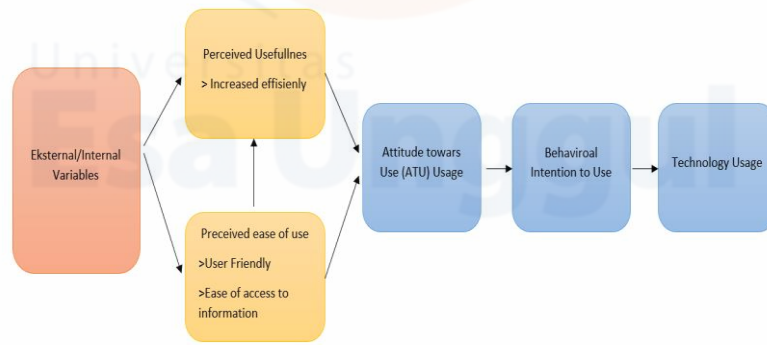 Universitas
Esa Unggul
Eksternal/Internal
Variables
Perceived Usefullnes
> Increased effisienly
Preceived ease of use
>User Friendly
>Ease of access to
information
Attitude towars
Use (ATU) Usage
Behaviroal
Intention to Use
Technology Usage